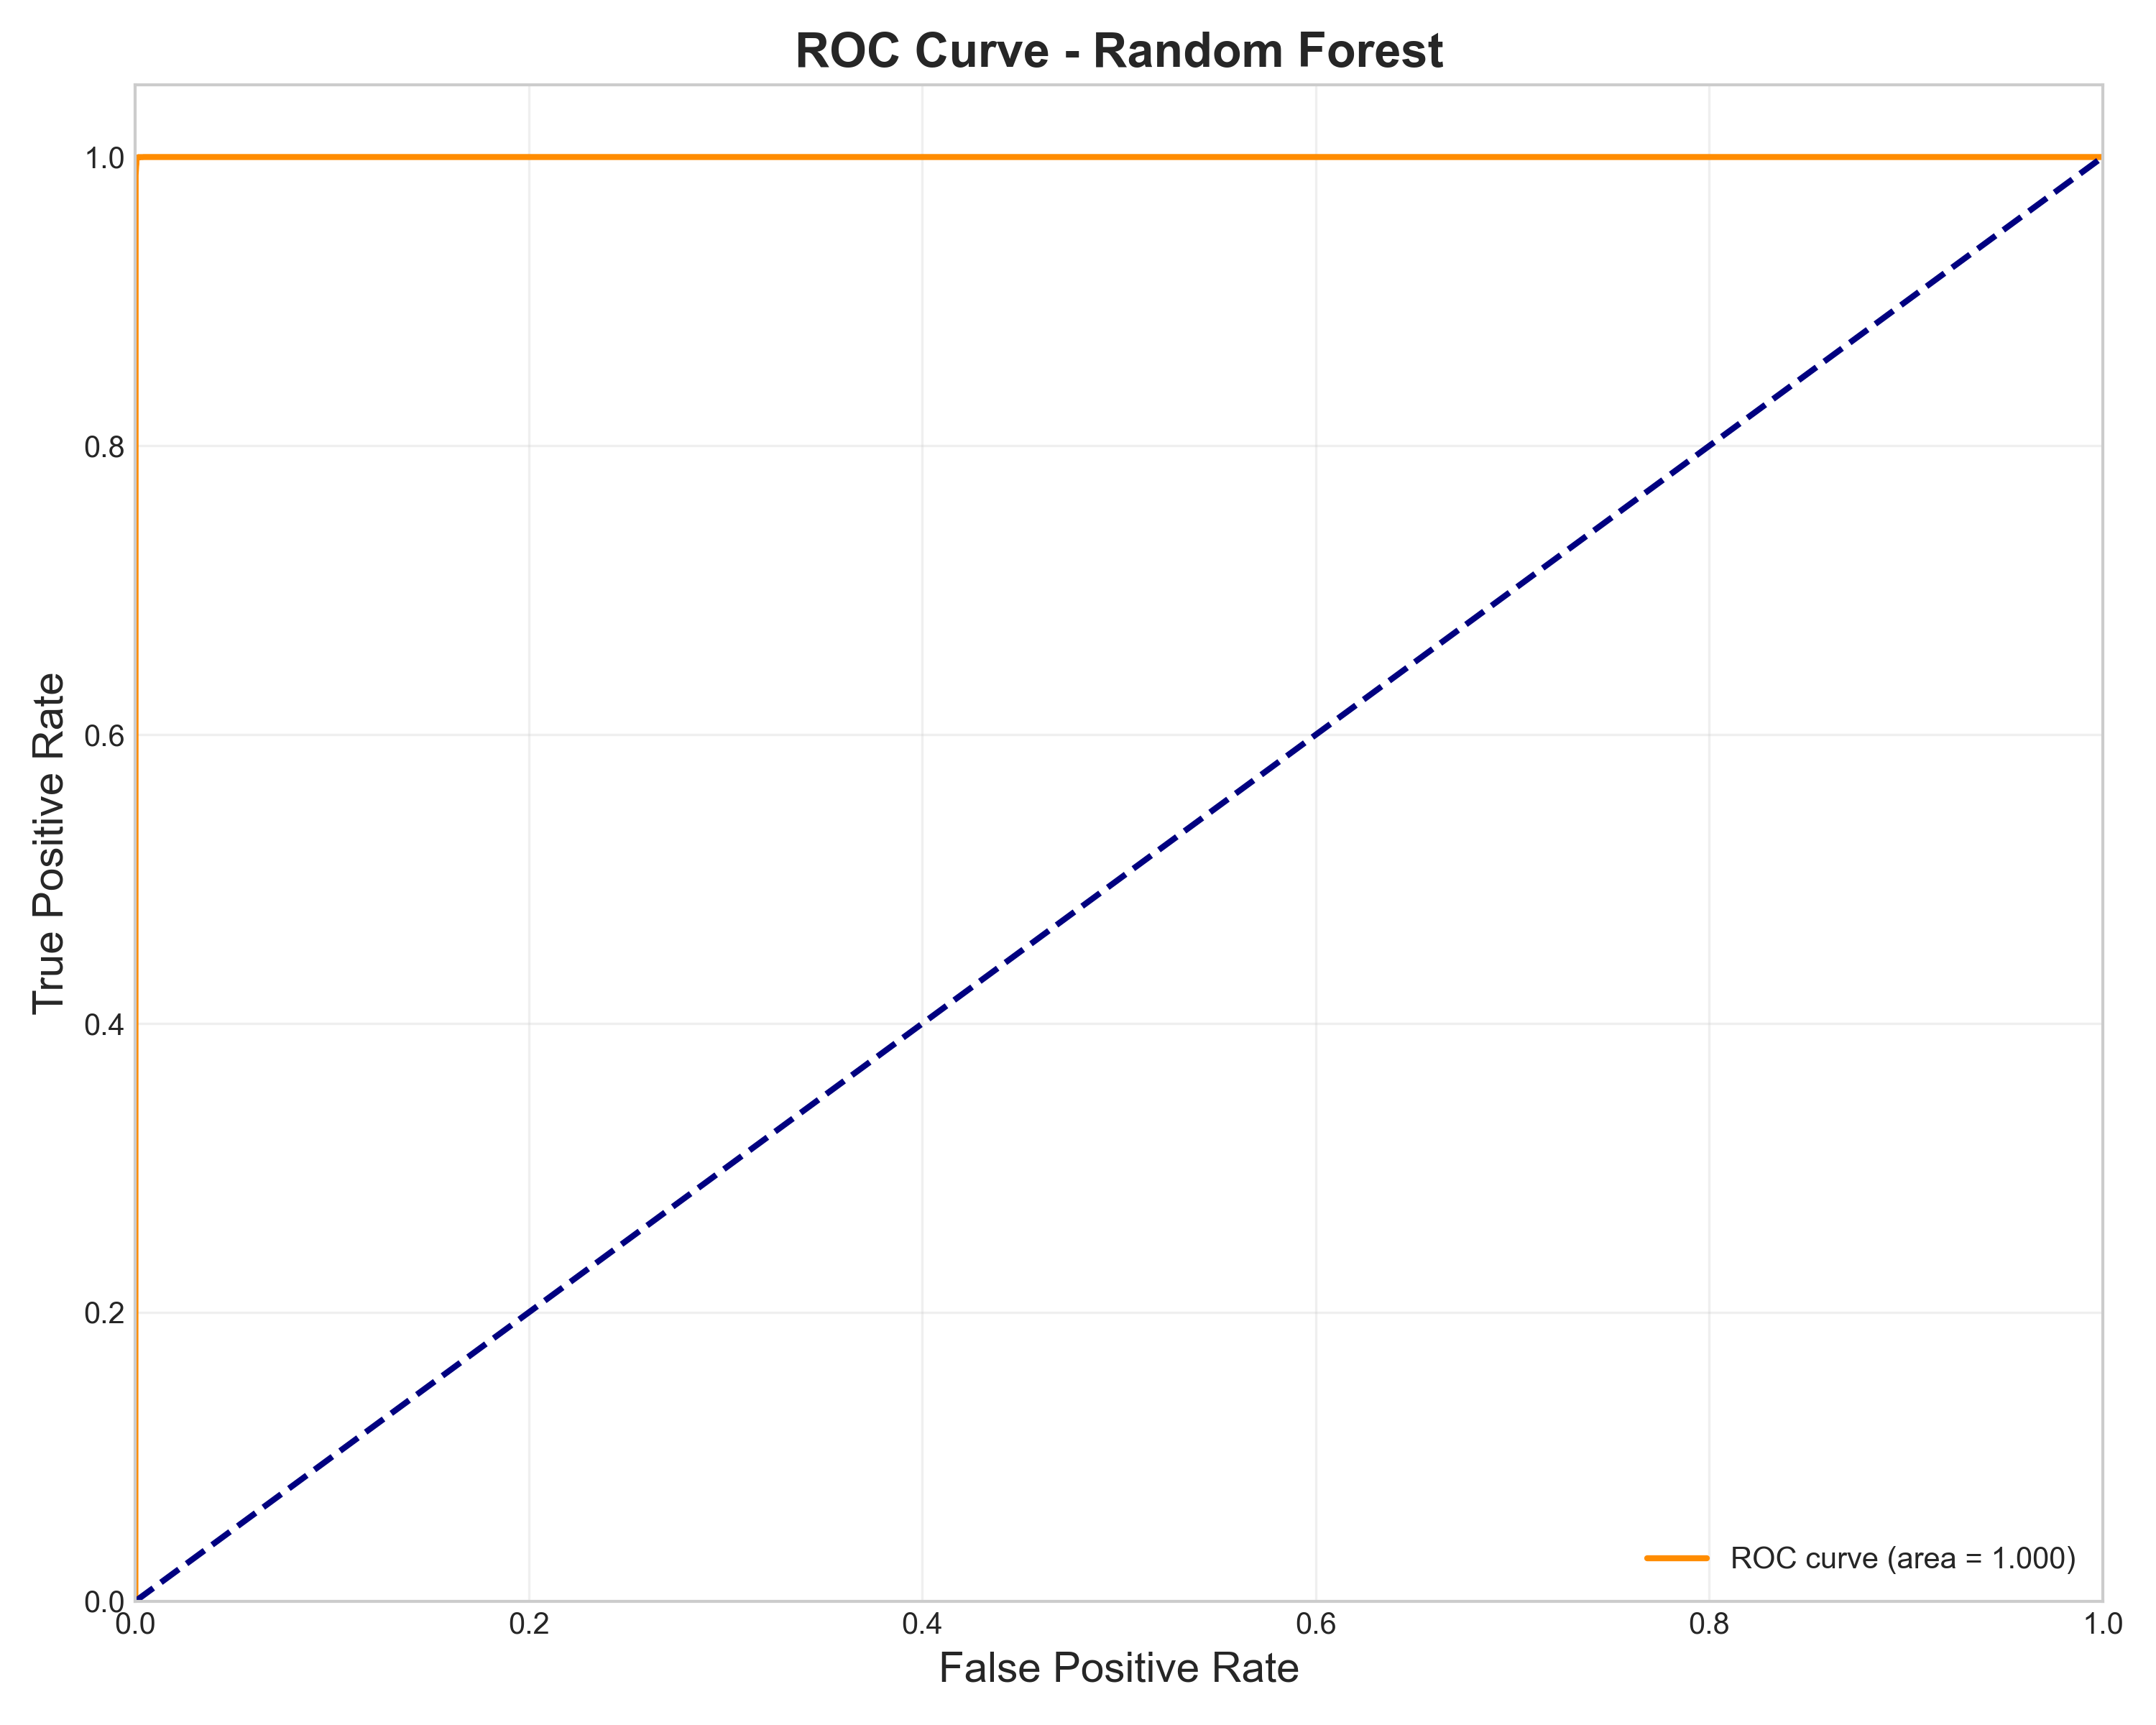 ROC Curve - Random Forest
True Positive Rate
1.0
0.8
0.6
0.4
0.2
0.0
0.0 0.2 0.4 0.6 0.8 1.0
False Positive Rate
ROC curve (area = 1.000)